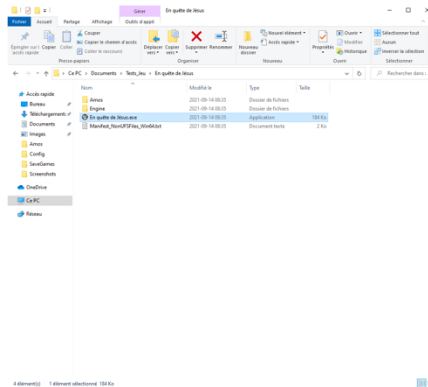 Gérer En quête de Jésus
Fichier Accueil Partage Affichage Outils d'appli
Épingler sur l'accès rapide Copier Coller Couper Copier le chemin d'accès Coller le raccourci Déplacer vers Copier vers Supprimer Renommer Nouveau dossier Nouvel élément Accès rapide Propriétés Ouvrir Modifier Historique Sélectionner tout Aucun Inverser la sélection
Presse-papiers Organiser Nouveau Ouvrir Sélectionner
Ce PC > Documents > Tests_Jeu > En quête de Jésus Rechercher dans :
Nom Modifié le Type Taille
Accès rapide
Bureau
Téléchargements
Documents
Images
Amos
Config
SaveGames
Screenshots
OneDrive
Ce PC
Réseau
Amos 2021-09-14 08:35 Dossier de fichiers
Engine 2021-09-14 08:35 Dossier de fichiers
En quête de Jésus.exe 2021-09-14 08:35 Application 184 Ko
Manifest_NonUFSFiles_Win64.txt 2021-09-14 08:35 Document texte 2 Ko
4 élément(s) 1 élément sélectionné 184 Ko